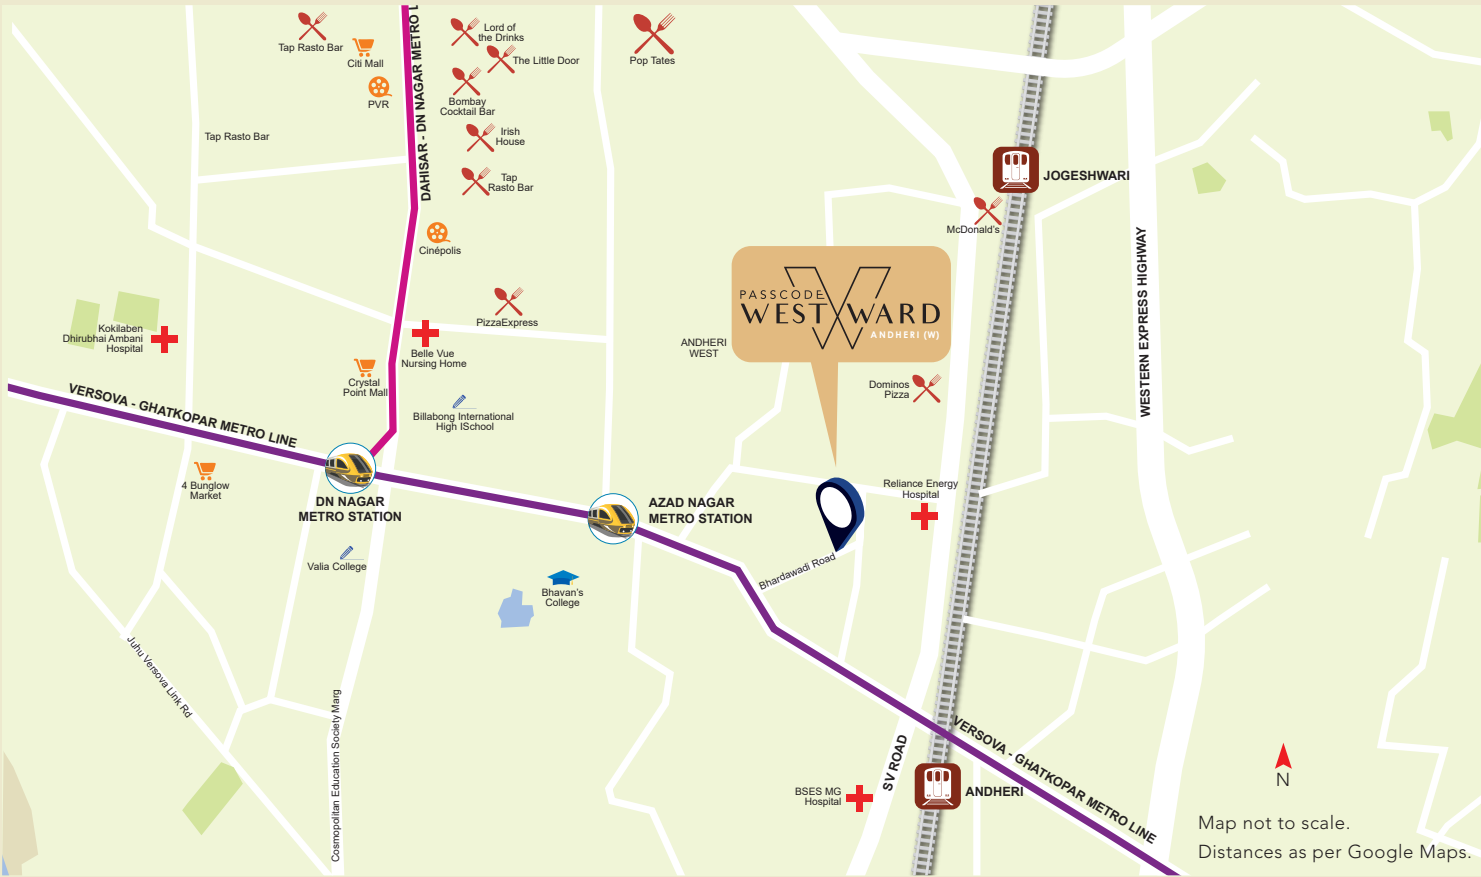 Tap Rasto Bar
Citi Mall
PVR
Tap Rasto Bar
DAHISAR - DN NAGAR METRO L
Lord of
the Drinks
The Little Door
Bombay
Cocktail Bar
Irish
House
Tap
Rasto Bar
Pop Tates
Cinépolis
PizzaExpress
JOGESHWARI
McDonald's
WESTERN EXPRESS HIGHWAY
PASSCODE
WESTWARD
ANDHERI (W)
ANDHERI
WEST
Kokilaben
Dhirubhai Ambani
Hospital
Belle Vue
Nursing Home
Crystal
Point Mall
Billabong International
High ISchool
Dominos
Pizza
VERSOVA - GHATKOPAR METRO LINE
4 Bunglow
Market
DN NAGAR
METRO STATION
AZAD NAGAR
METRO STATION
Reliance Energy
Hospital
Valia College
Bhavan's
College
Bhardawadi Road
Juhu Versova Link Rd
Cosmopolitan Education Society Marg
SV ROAD
VERSOVA - GHATKOPAR METRO LINE
BSES MG
Hospital
ANDHERI
N
Map not to scale.
Distances as per Google Maps.